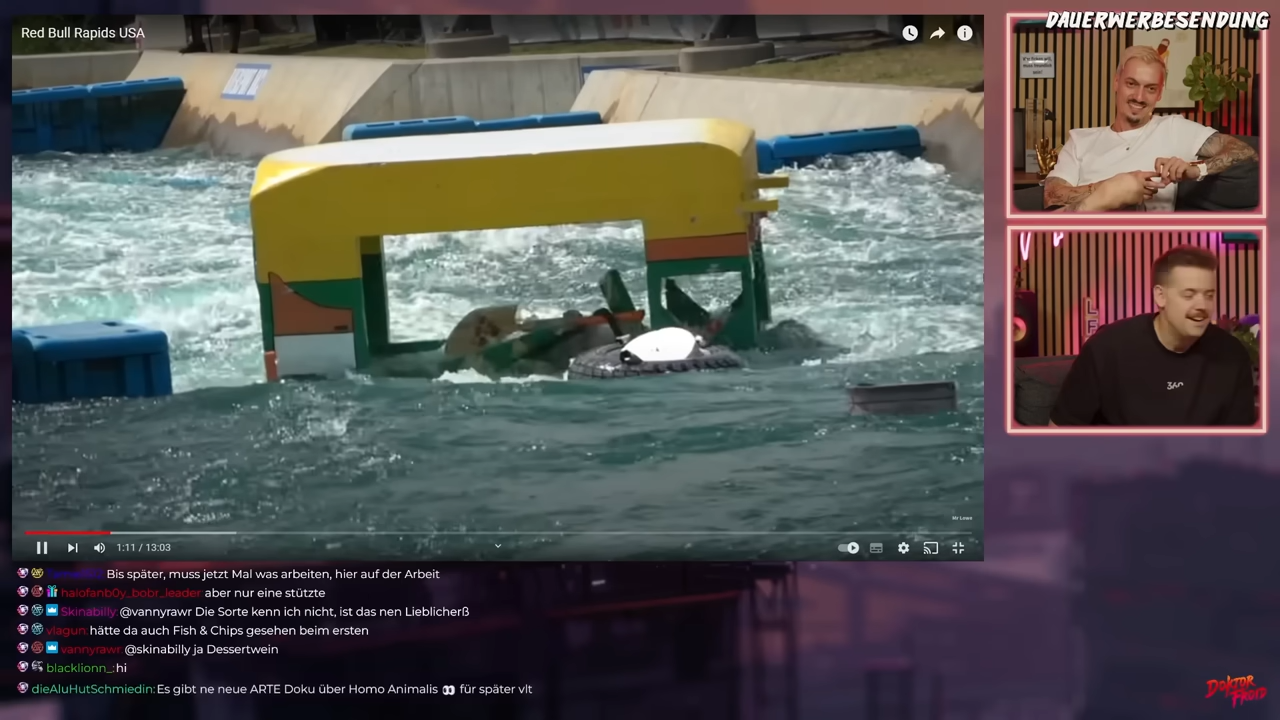 Red Bull Rapids USA
DAUERWERBESENDUNG
360
Mr Lowe
1:11 / 13:03
Bis später, muss jetzt Mal was arbeiten, hier auf der Arbeit
halofanb0y_bobr_leader: aber nur eine stützte
Skinabilly: @vannyrawr Die Sorte kenn ich nicht, ist das nen Lieblicherß
vlagun: hätte da auch Fish & Chips gesehen beim ersten
vannyrawr: @skinabilly ja Dessertwein
blacklionn_: hi
dieAluHutSchmiedin: Es gibt ne neue ARTE Doku über Homo Animalis 👀 für später vlt
DOKTOR FROID